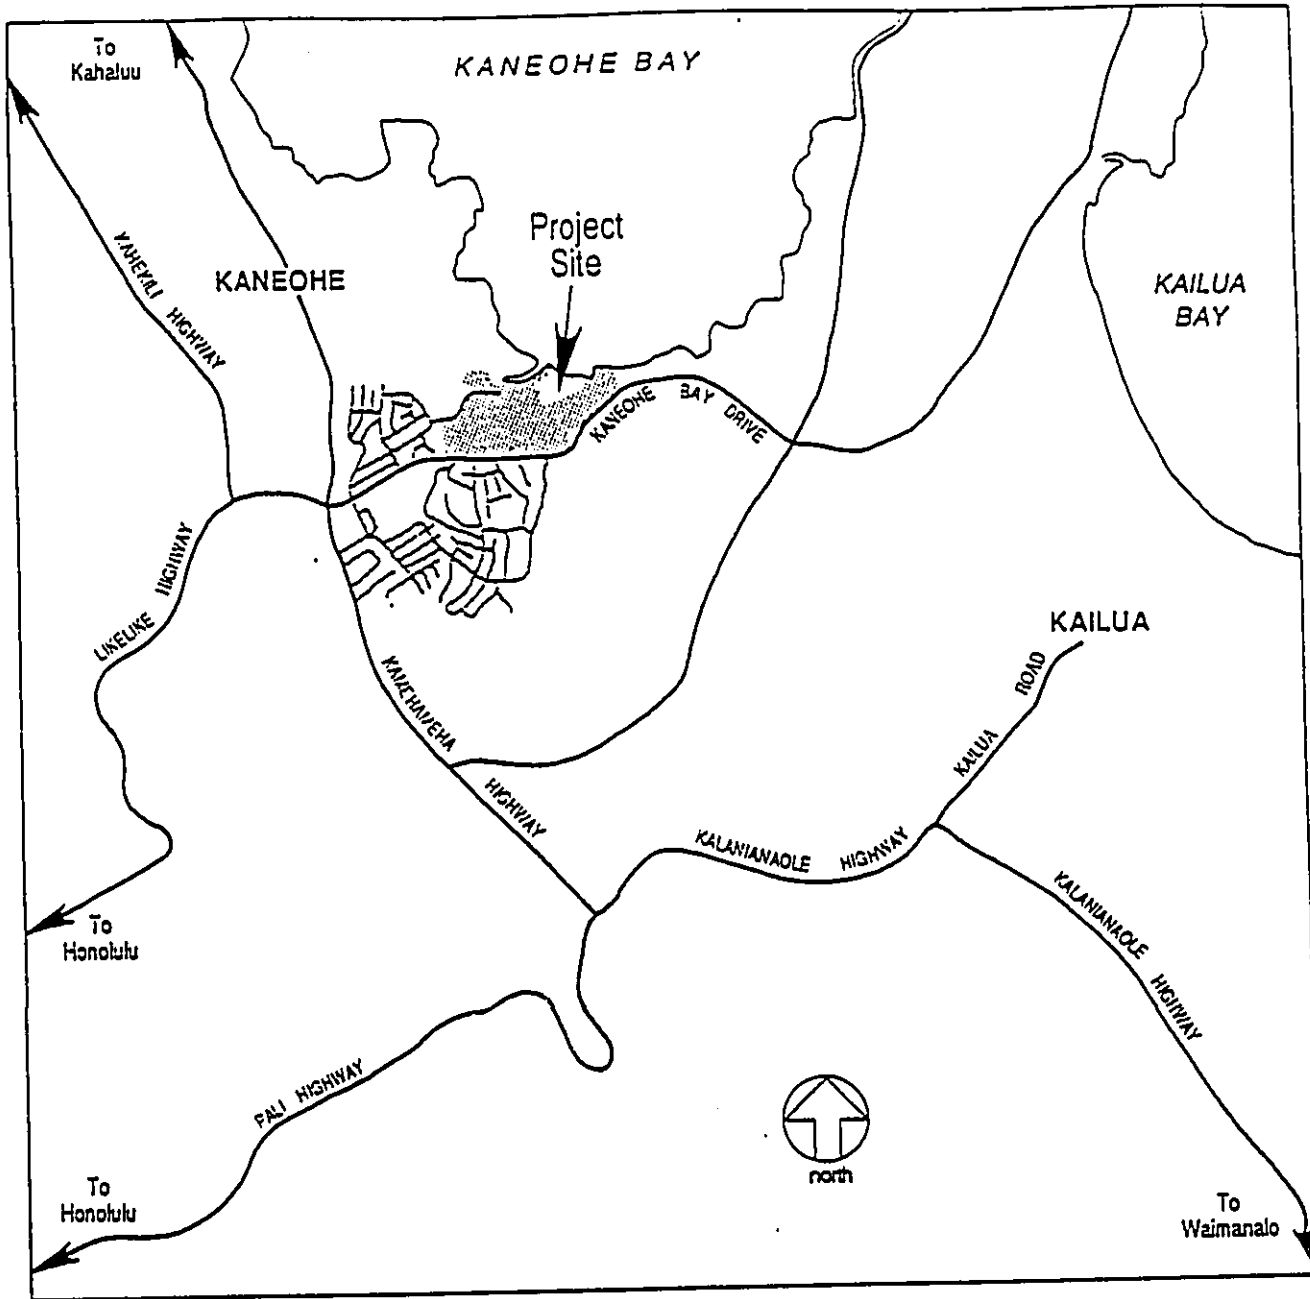 To
Kahaluu
KANEOHE BAY
Project
Site
KAHEKILI HIGHWAY
KANEOHE
KAILUA
BAY
KANEOHE BAY DRIVE
LIKELIKE HIGHWAY
KAILUA
KAILUA ROAD
KAMEHAMEHA HIGHWAY
KALANIANAOLE HIGHWAY
KALANIANAOLE HIGHWAY
To
Honolulu
PALI HIGHWAY
north
To
Honolulu
To
Waimanalo